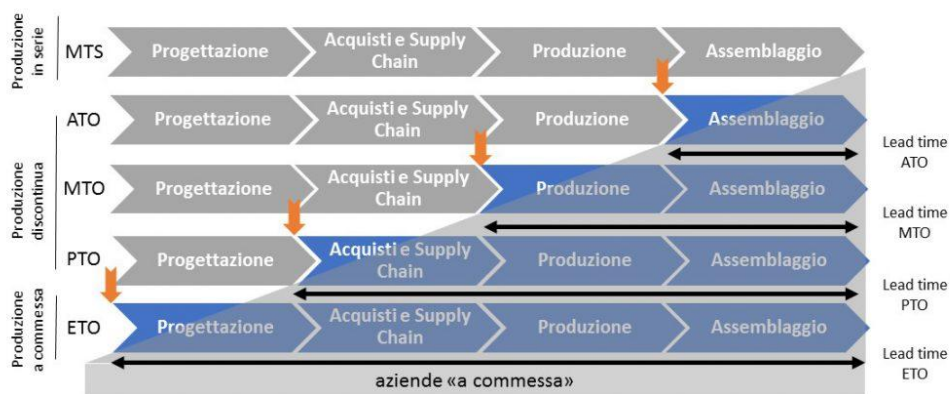 Produzione
in serie
MTS
Progettazione
Acquisti e Supply
Chain
Produzione
Assemblaggio
Produzione
discontinua
ATO
Progettazione
Acquisti e Supply
Chain
Produzione
Assemblaggio
Lead time
ATO
MTO
Progettazione
Acquisti e Supply
Chain
Produzione
Assemblaggio
Lead time
MTO
PTO
Progettazione
Acquisti e Supply
Chain
Produzione
Assemblaggio
Lead time
PTO
Produzione
a commessa
ETO
Progettazione
Acquisti e Supply
Chain
Produzione
Assemblaggio
Lead time
ETO
aziende «a commessa»